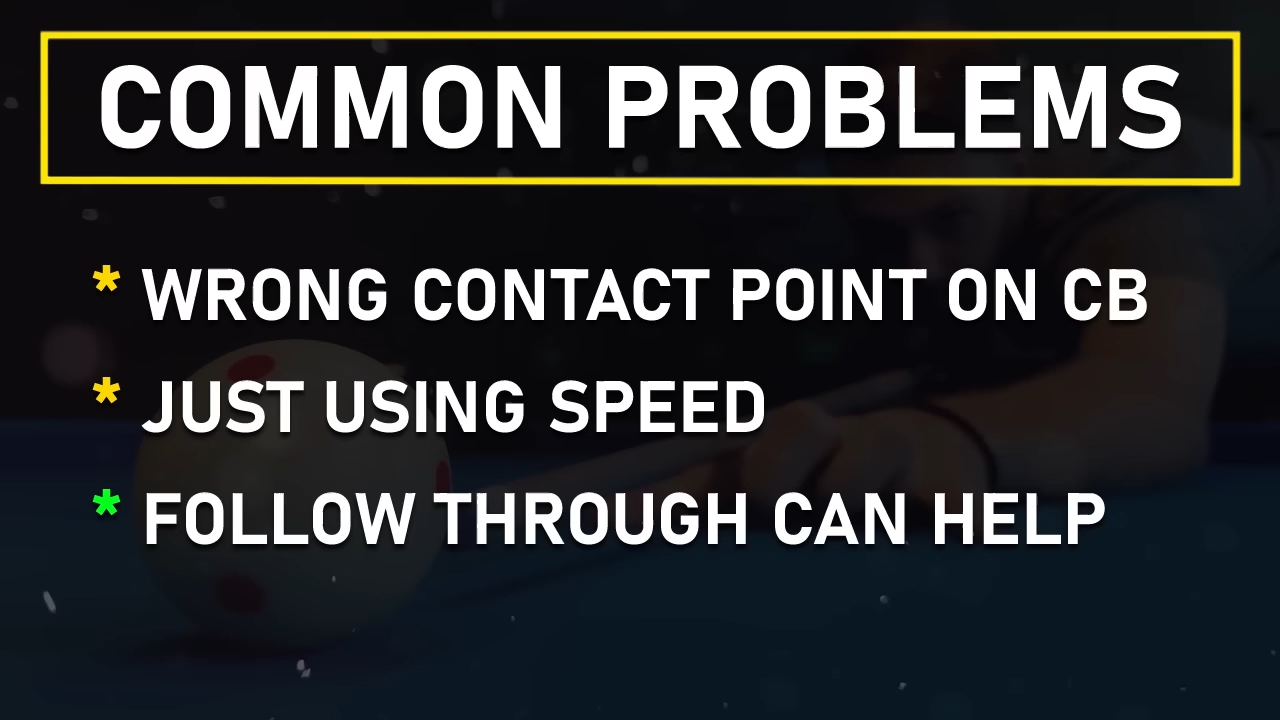 COMMON PROBLEMS
* WRONG CONTACT POINT ON CB
* JUST USING SPEED
* FOLLOW THROUGH CAN HELP